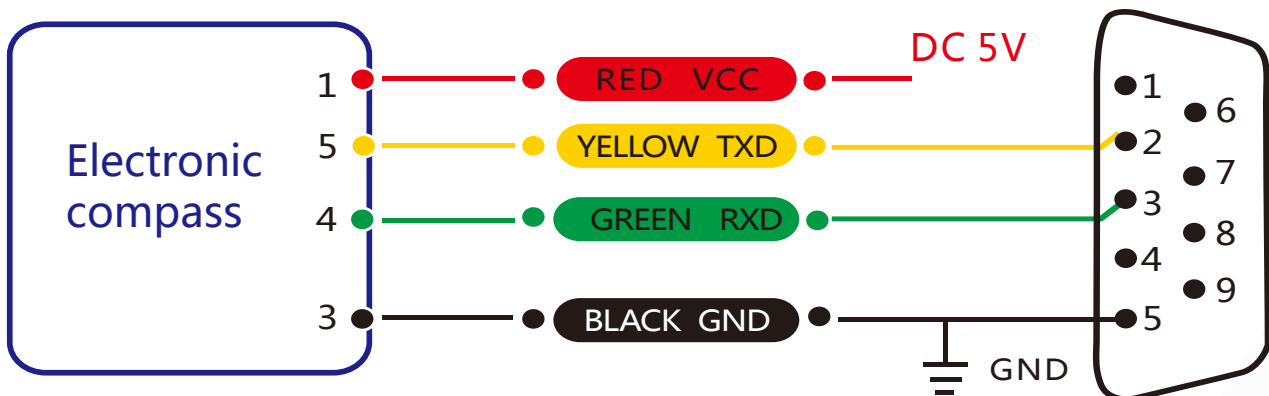 DC 5V
1 RED VCC 1
6
5 YELLOW TXD 2
Electronic
compass
7
4 GREEN RXD 3
8
4
9
3 BLACK GND 5
GND